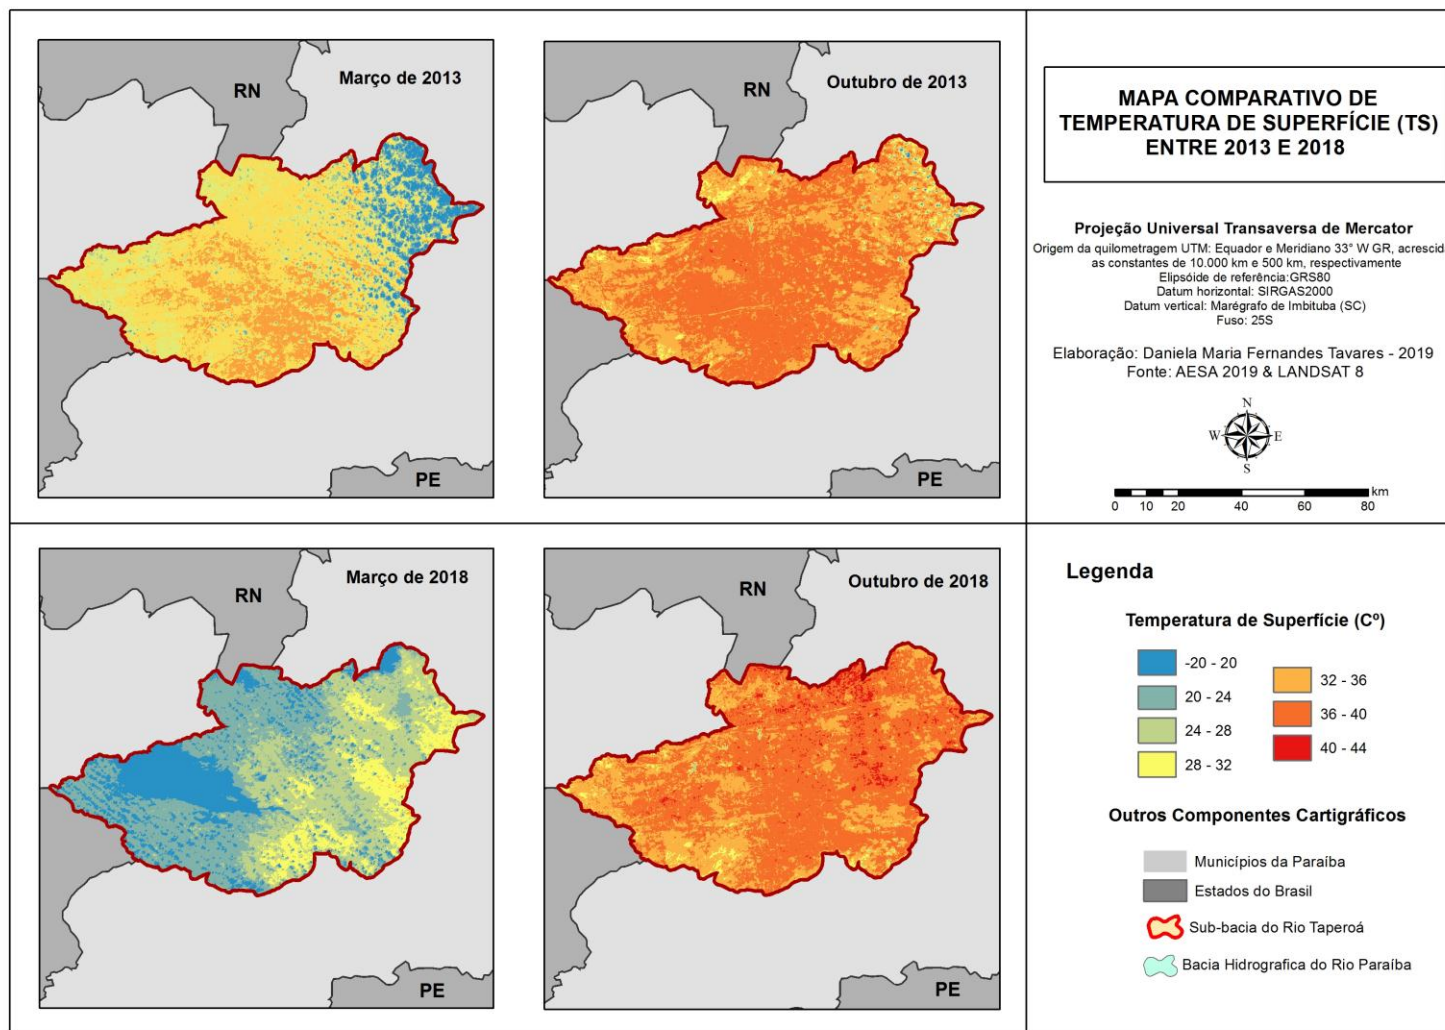 Março de 2013
RN
PE
Outubro de 2013
RN
PE
MAPA COMPARATIVO DE
TEMPERATURA DE SUPERFÍCIE (TS)
ENTRE 2013 E 2018
Projeção Universal Transaversa de Mercator
Origem da quilometragem UTM: Equador e Meridiano 33° W GR, acrescid
as constantes de 10.000 km e 500 km, respectivamente
Elipsóide de referência:GRS80
Datum horizontal: SIRGAS2000
Datum vertical: Marégrafo de Imbituba (SC)
Fuso: 25S
Elaboração: Daniela Maria Fernandes Tavares - 2019
Fonte: AESA 2019 & LANDSAT 8
N
W E
S
km
0 10 20 40 60 80
Março de 2018
RN
PE
Outubro de 2018
RN
PE
Legenda
Temperatura de Superfície (Cº)
-20 - 20
20 - 24
24 - 28
28 - 32
32 - 36
36 - 40
40 - 44
Outros Componentes Cartigráficos
Municípios da Paraíba
Estados do Brasil
Sub-bacia do Rio Taperoá
Bacia Hidrografica do Rio Paraíba